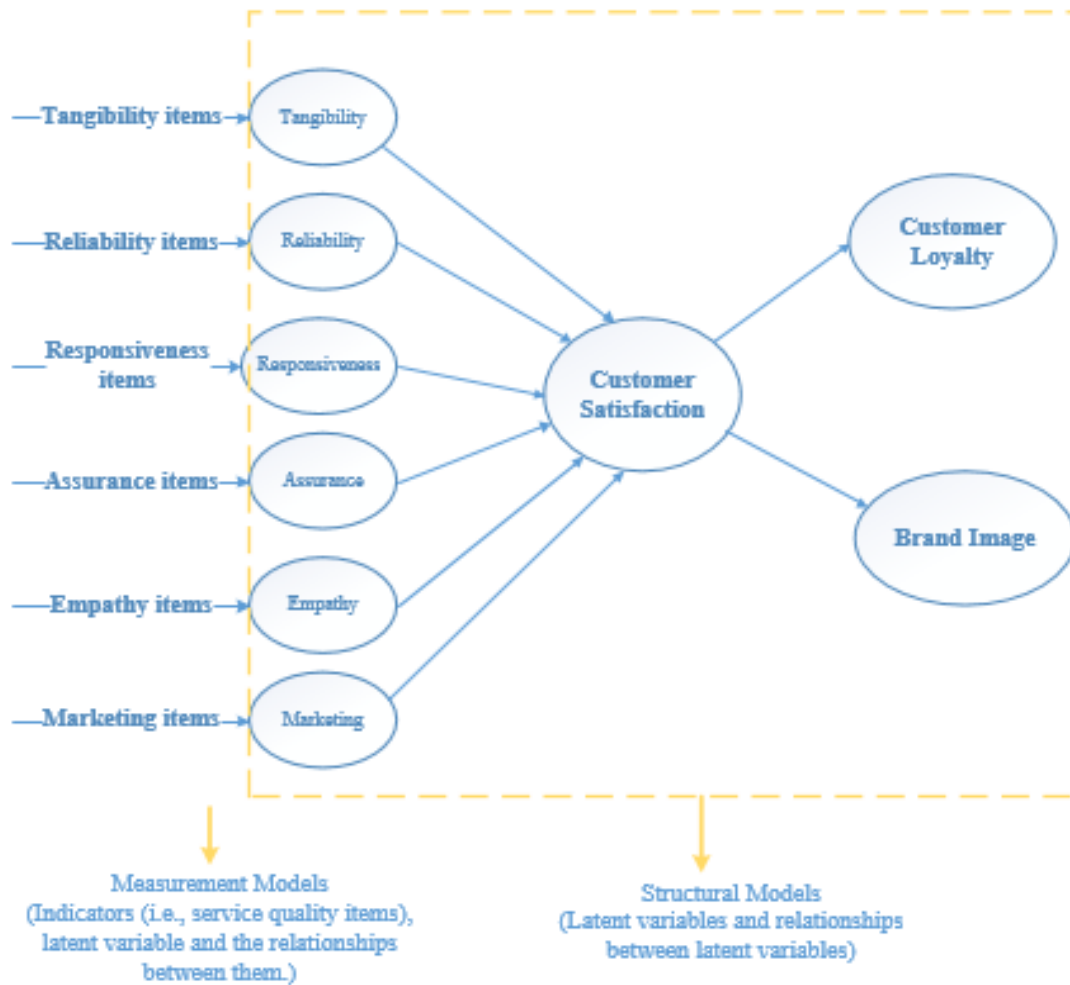 Tangibility items
Tangibility
Reliability items
Reliability
Responsiveness
items
Responsiveness
Assurance items
Assurance
Empathy items
Empathy
Marketing items
Marketing
Customer
Satisfaction
Customer
Loyalty
Brand Image
Measurement Models
(Indicators (i.e., service quality items),
latent variable and the relationships
between them.)
Structural Models
(Latent variables and relationships
between latent variables)